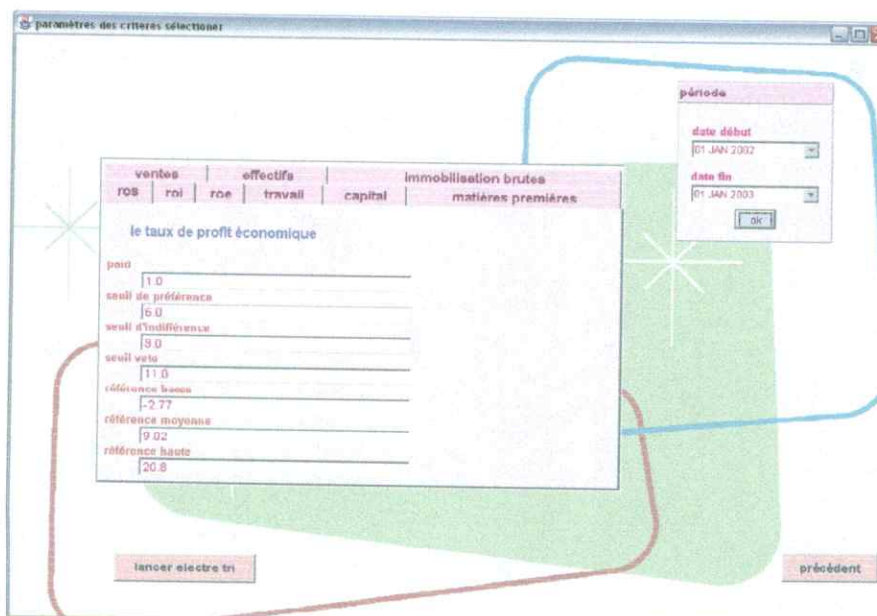 paramètres des critères sélectioner
période
date début
01 JAN 2002
date fin
01 JAN 2003
ok
ventes effectifs immobilisation brutes
ros roi roe travail capital matières premières
le taux de profit économique
poid
1.0
seuil de préférence
6.0
seuil d'indifférence
seuil veto
11.0
référence basse
-2.77
référence moyenne
9.02
référence haute
20.8
lancer electre tri
précédent